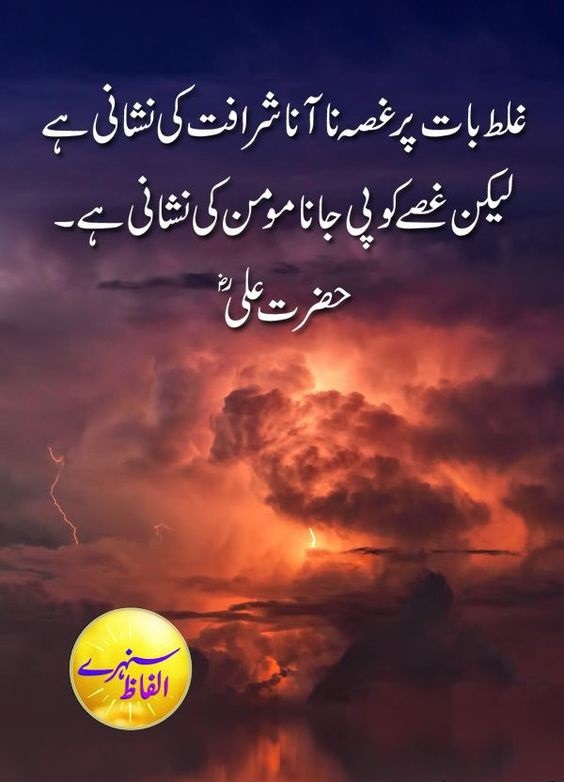 غلط بات پر غصہ نا آنا شرافت کی نشانی ہے
لیکن غصے کو پی جانا مومن کی نشانی ہے۔
حضرت علیؓ
سنہرے
الفاظ